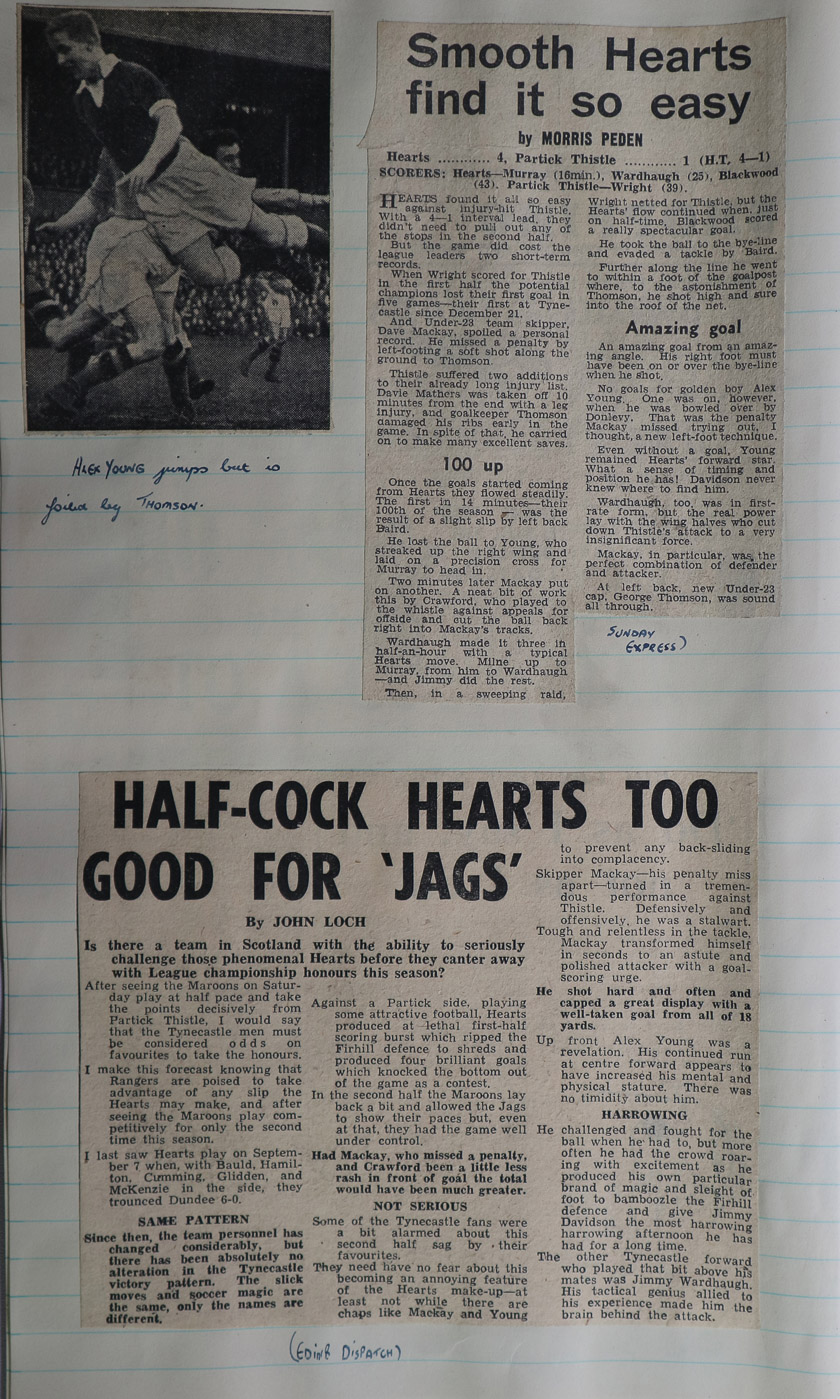 ALEX YOUNG jumps but is
foiled by THOMSON.
Smooth Hearts
find it so easy
by MORRIS PEDEN
Hearts ............ 4, Partick Thistle ............ 1 (H.T. 4—1)
SCORERS: Hearts—Murray (16min.), Wardhaugh (25), Blackwood
(43). Partick Thistle—Wright (39).
HEARTS found it all so easy
against injury-hit Thistle.
With a 4—1 interval lead, they
didn't need to pull out any of
the stops in the second half.
But the game did cost the
league leaders two short-term
records.
When Wright scored for Thistle
in the first half the potential
champions lost their first goal in
five games—their first at Tyne-
castle since December 21.
And Under-23 team skipper,
Dave Mackay, spoiled a personal
record. He missed a penalty by
left-footing a soft shot along the
ground to Thomson.
Thistle suffered two additions
to their already long injury list.
Davie Mathers was taken off 10
minutes from the end with a leg
injury, and goalkeeper Thomson
damaged his ribs early in the
game. In spite of that, he carried
on to make many excellent saves.
100 up
Once the goals started coming
from Hearts they flowed steadily.
The first in 14 minutes—their
100th of the season — was the
result of a slight slip by left back
Baird.
He lost the ball to Young, who
streaked up the right wing and
laid on a precision cross for
Murray to head in.
Two minutes later Mackay put
on another. A neat bit of work
this by Crawford, who played to
the whistle against appeals for
offside and cut the ball back
right into Mackay's tracks.
Wardhaugh made it three in
half-an-hour with a typical
Hearts move. Milne up to
Murray, from him to Wardhaugh
—and Jimmy did the rest.
Then, in a sweeping raid,
Wright netted for Thistle, but the
Hearts' flow continued when, just
on half-time, Blackwood scored
a really spectacular goal.
He took the ball to the bye-line
and evaded a tackle by Baird.
Further along the line he went
to within a foot of the goalpost
where, to the astonishment of
Thomson, he shot high and sure
into the roof of the net.
Amazing goal
An amazing goal from an amaz-
ing angle. His right foot must
have been on or over the bye-line
when he shot.
No goals for golden boy Alex
Young. One was on, however,
when he was bowled over by
Donlevy. That was the penalty
Mackay missed trying out, I
thought, a new left-foot technique.
Even without a goal, Young
remained Hearts' forward star.
What a sense of timing and
position he has! Davidson never
knew where to find him.
Wardhaugh, too, was in first-
rate form, but the real power
lay with the wing halves who cut
down Thistle's attack to a very
insignificant force.
Mackay, in particular, was the
perfect combination of defender
and attacker.
At left back, new Under-23
cap, George Thomson, was sound
all through.
SUNDAY
EXPRESS)
HALF-COCK HEARTS TOO
GOOD FOR 'JAGS'
By JOHN LOCH
Is there a team in Scotland with the ability to seriously
challenge those phenomenal Hearts before they canter away
with League championship honours this season?
After seeing the Maroons on Satur-
day play at half pace and take
the points decisively from
Partick Thistle, I would say
that the Tynecastle men must
be considered odds on
favourites to take the honours.
I make this forecast knowing that
Rangers are poised to take
advantage of any slip the
Hearts may make, and after
seeing the Maroons play com-
petitively for only the second
time this season.
I last saw Hearts play on Septem-
ber 7 when, with Bauld, Hamil-
ton, Cumming, Glidden, and
McKenzie in the side, they
trounced Dundee 6-0.
SAME PATTERN
Since then, the team personnel has
changed considerably, but
there has been absolutely no
alteration in the Tynecastle
victory pattern. The slick
moves and soccer magic are
the same, only the names are
different.
Against a Partick side, playing
some attractive football, Hearts
produced a lethal first-half
scoring burst which ripped the
Firhill defence to shreds and
produced four brilliant goals
which knocked the bottom out
of the game as a contest.
In the second half the Maroons lay
back a bit and allowed the Jags
to show their paces but, even
at that, they had the game well
under control.
Had Mackay, who missed a penalty,
and Crawford been a little less
rash in front of goal the total
would have been much greater.
NOT SERIOUS
Some of the Tynecastle fans were
a bit alarmed about this
second half sag by their
favourites.
They need have no fear about this
becoming an annoying feature
of the Hearts make-up—at
least not while there are
chaps like Mackay and Young
to prevent any back-sliding
into complacency.
Skipper Mackay—his penalty miss
apart—turned in a tremen-
dous performance against
Thistle. Defensively and
offensively, he was a stalwart.
Tough and relentless in the tackle,
Mackay transformed himself
in seconds to an astute and
polished attacker with a goal-
scoring urge.
He shot hard and often and
capped a great display with a
well-taken goal from all of 18
yards.
Up front Alex Young was a
revelation. His continued run
at centre forward appears to
have increased his mental and
physical stature. There was
no timidity about him.
HARROWING
He challenged and fought for the
ball when he had to, but more
often he had the crowd roar-
ing with excitement as he
produced his own particular
brand of magic and sleight of
foot to bamboozle the Firhill
defence and give Jimmy
Davidson the most harrowing
harrowing afternoon he has
had for a long time.
The other Tynecastle forward
who played that bit above his
mates was Jimmy Wardhaugh.
His tactical genius allied to
his experience made him the
brain behind the attack.
(EDINR DISPATCH)